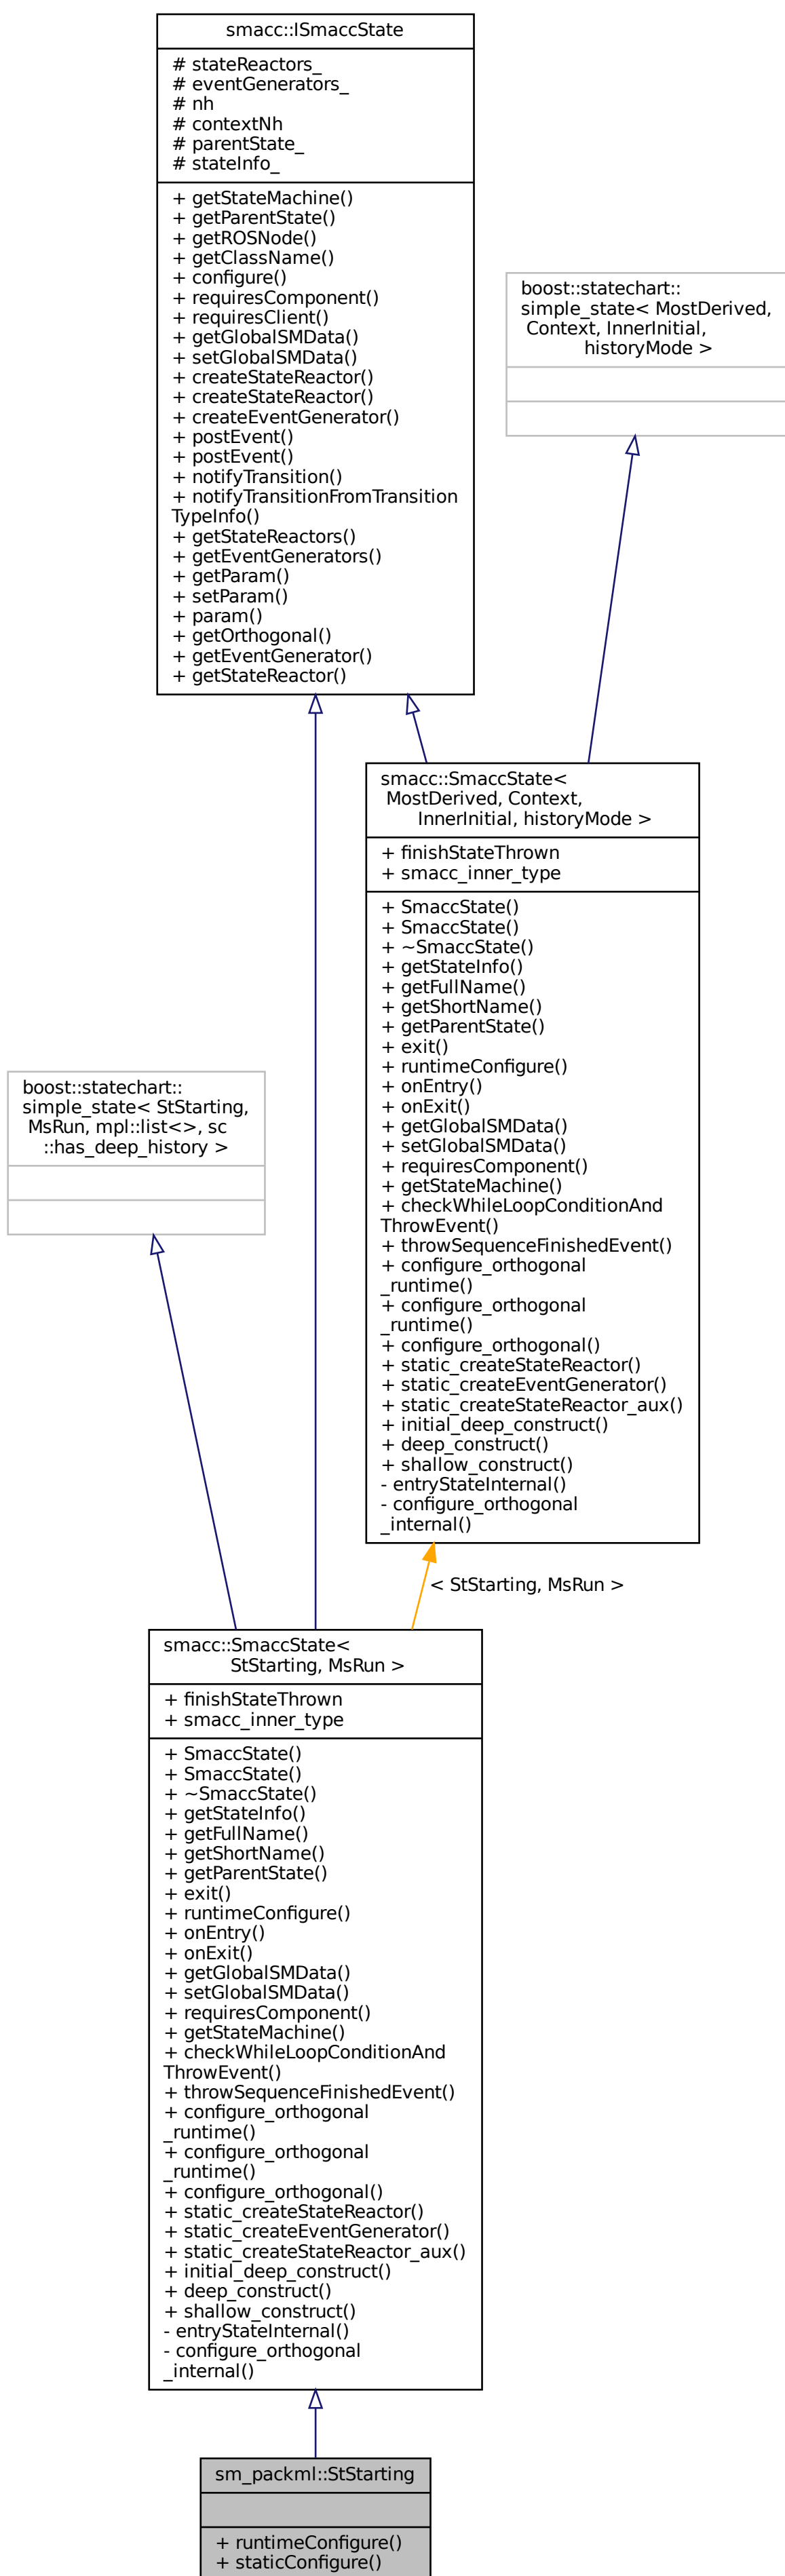 smacc::ISmaccState
# stateReactors_
# eventGenerators_
# nh
# contextNh
# parentState_
# stateInfo_
+ getStateMachine()
+ getParentState()
+ getROSNode()
+ getClassName()
+ configure()
+ requiresComponent()
+ requiresClient()
+ getGlobalSMData()
+ setGlobalSMData()
+ createStateReactor()
+ createStateReactor()
+ createEventGenerator()
+ postEvent()
+ postEvent()
+ notifyTransition()
+ notifyTransitionFromTransition
TypeInfo()
+ getStateReactors()
+ getEventGenerators()
+ getParam()
+ setParam()
+ param()
+ getOrthogonal()
+ getEventGenerator()
+ getStateReactor()
boost::statechart::
simple_state< MostDerived,
Context, InnerInitial,
historyMode >
smacc::SmaccState<
MostDerived, Context,
InnerInitial, historyMode >
+ finishStateThrown
+ smacc_inner_type
+ SmaccState()
+ SmaccState()
+ ~SmaccState()
+ getStateInfo()
+ getFullName()
+ getShortName()
+ getParentState()
+ exit()
+ runtimeConfigure()
+ onEntry()
+ onExit()
+ getGlobalSMData()
+ setGlobalSMData()
+ requiresComponent()
+ getStateMachine()
+ checkWhileLoopConditionAnd
ThrowEvent()
+ throwSequenceFinishedEvent()
+ configure_orthogonal
_runtime()
+ configure_orthogonal
_runtime()
+ configure_orthogonal()
+ static_createStateReactor()
+ static_createEventGenerator()
+ static_createStateReactor_aux()
+ initial_deep_construct()
+ deep_construct()
+ shallow_construct()
- entryStateInternal()
- configure_orthogonal
_internal()
boost::statechart::
simple_state< StStarting,
MsRun, mpl::list<>, sc
::has_deep_history >
< StStarting, MsRun >
smacc::SmaccState<
StStarting, MsRun >
+ finishStateThrown
+ smacc_inner_type
+ SmaccState()
+ SmaccState()
+ ~SmaccState()
+ getStateInfo()
+ getFullName()
+ getShortName()
+ getParentState()
+ exit()
+ runtimeConfigure()
+ onEntry()
+ onExit()
+ getGlobalSMData()
+ setGlobalSMData()
+ requiresComponent()
+ getStateMachine()
+ checkWhileLoopConditionAnd
ThrowEvent()
+ throwSequenceFinishedEvent()
+ configure_orthogonal
_runtime()
+ configure_orthogonal
_runtime()
+ configure_orthogonal()
+ static_createStateReactor()
+ static_createEventGenerator()
+ static_createStateReactor_aux()
+ initial_deep_construct()
+ deep_construct()
+ shallow_construct()
- entryStateInternal()
- configure_orthogonal
_internal()
sm_packml::StStarting
+ runtimeConfigure()
+ staticConfigure()